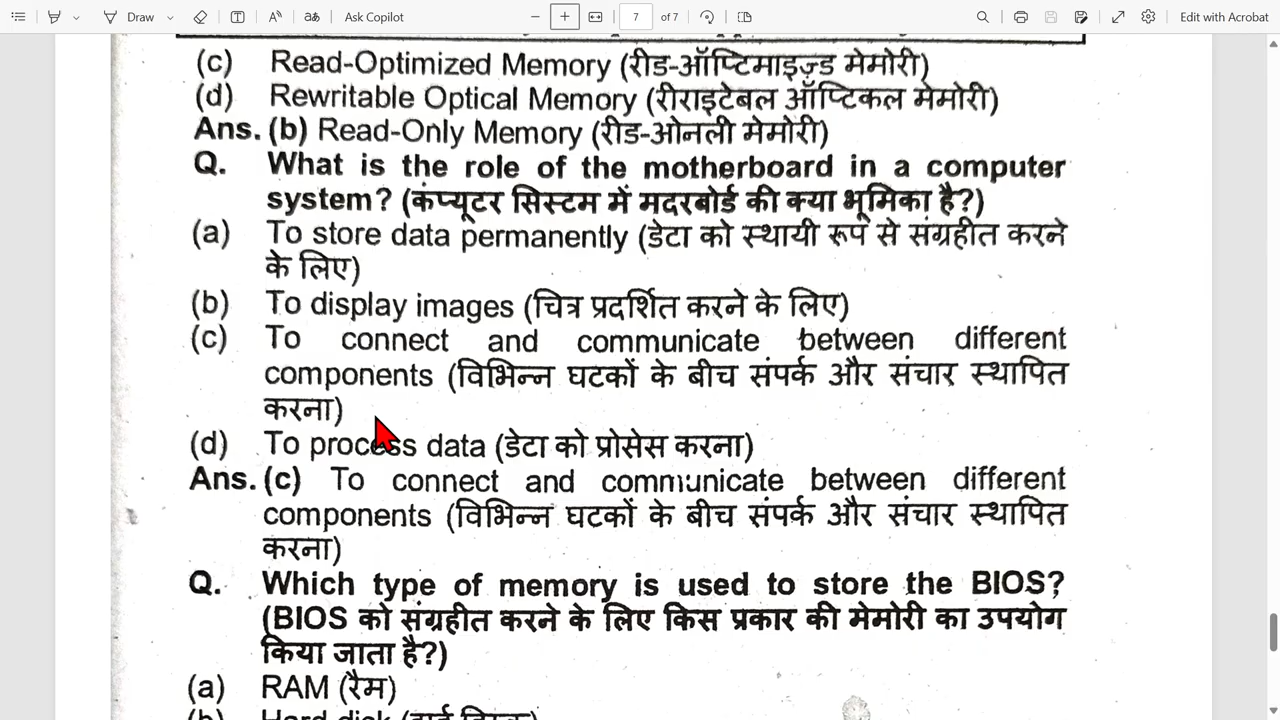 Draw
Ask Copilot
7 of 7
Edit with Acrobat
(c) Read-Optimized Memory (रीड-ऑप्टिमाइज़्ड मेमोरी)
(d) Rewritable Optical Memory (रीराइटेबल ऑप्टिकल मेमोरी)
Ans. (b) Read-Only Memory (रीड-ओनली मेमोरी)
Q. What is the role of the motherboard in a computer
system? (कंप्यूटर सिस्टम में मदरबोर्ड की क्या भूमिका है?)
(a) To store data permanently (डेटा को स्थायी रूप से संग्रहीत करने
के लिए)
(b) To display images (चित्र प्रदर्शित करने के लिए)
(c) To connect and communicate between different
components (विभिन्न घटकों के बीच संपर्क और संचार स्थापित
करना)
(d) To process data (डेटा को प्रोसेस करना)
Ans. (c) To connect and communicate between different
components (विभिन्न घटकों के बीच संपर्क और संचार स्थापित
करना)
Q. Which type of memory is used to store the BIOS?
(BIOS को संग्रहीत करने के लिए किस प्रकार की मेमोरी का उपयोग
किया जाता है?)
(a) RAM (रैम)
(b) Hard disk (हार्ड डिस्क)